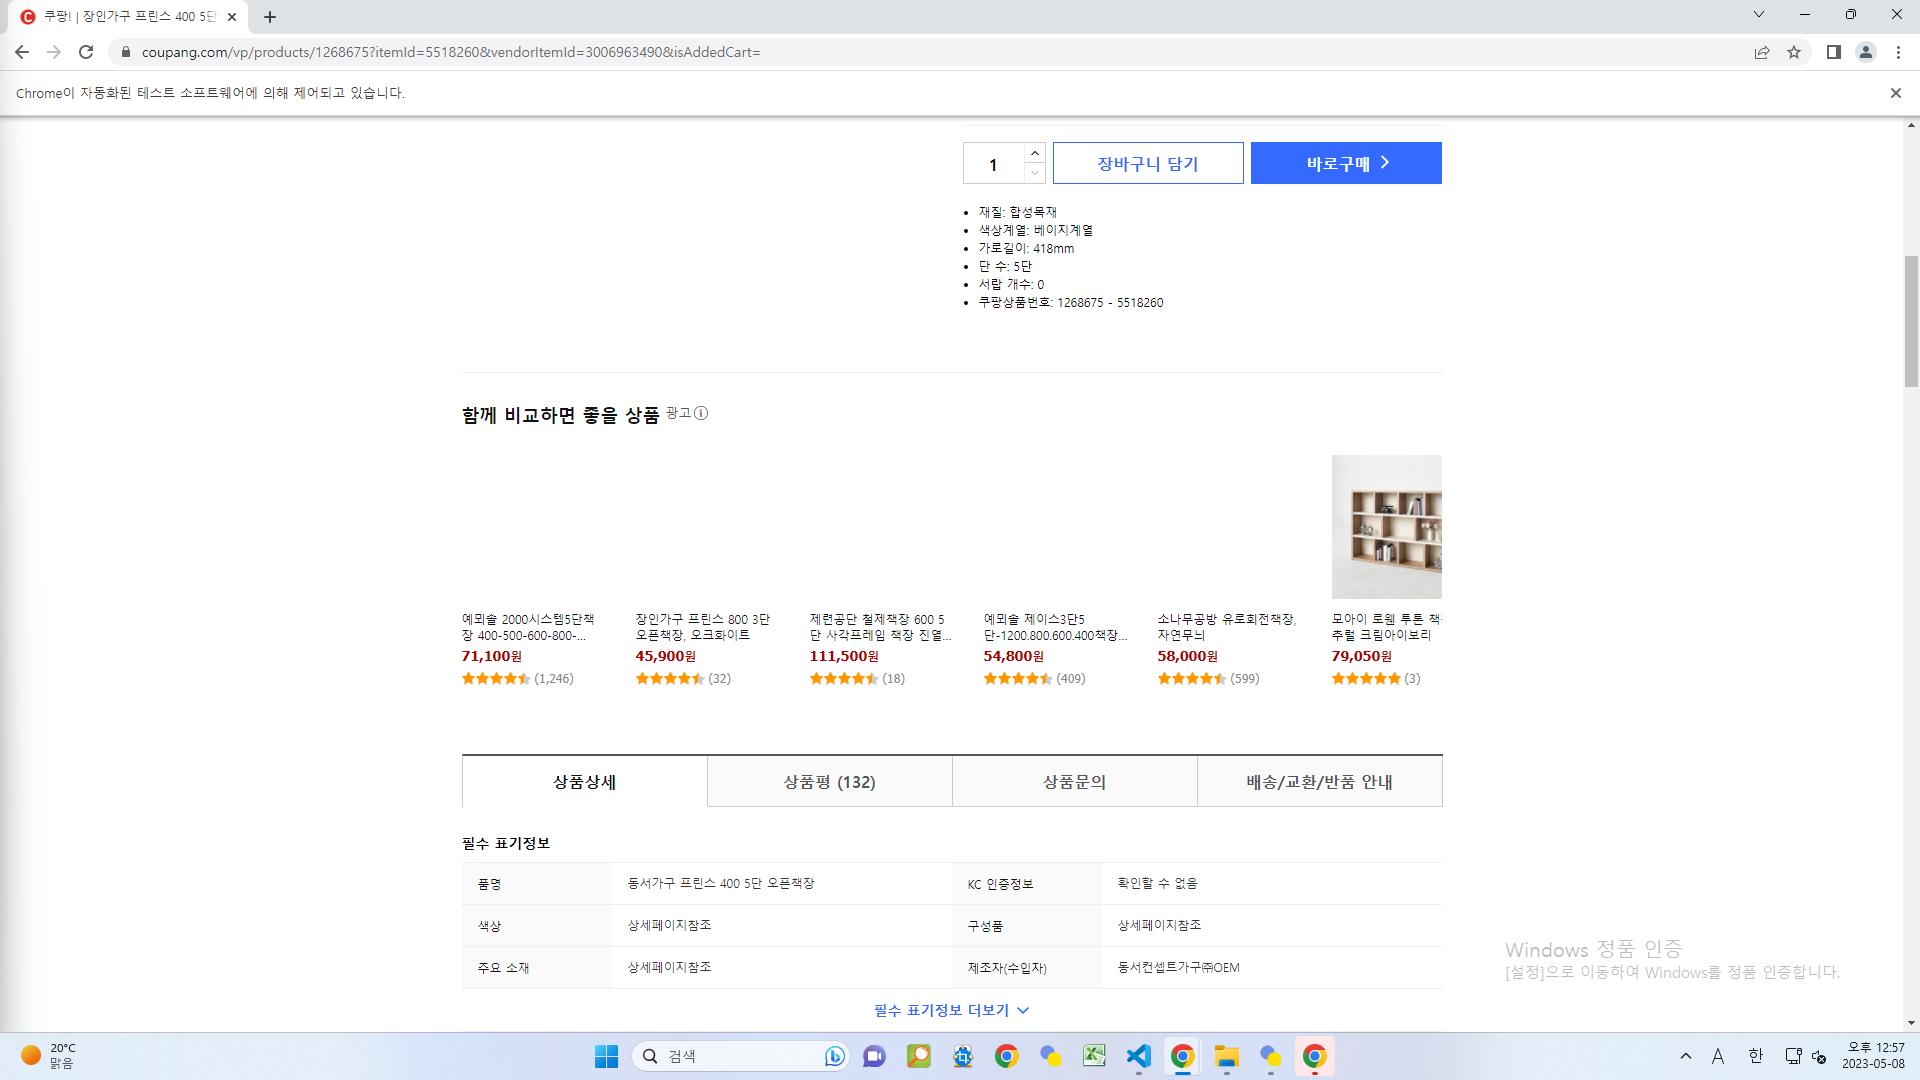 쿠팡! | 장인가구 프린스 400 5단
coupang.com/vp/products/1268675?itemId=5518260&vendorItemId=3006963490&isAddedCart=
Chrome이 자동화된 테스트 소프트웨어에 의해 제어되고 있습니다.
1
장바구니 담기
바로구매
재질: 합성목재
색상계열: 베이지계열
가로길이: 418mm
단 수: 5단
서랍 개수: 0
쿠팡상품번호: 1268675 - 5518260
함께 비교하면 좋을 상품 광고
예뫼솔 2000시스템5단책
장 400-500-600-800-...
71,100원
(1,246)
장인가구 프린스 800 3단
오픈책장, 오크화이트
45,900원
(32)
제련공단 철제책장 600 5
단 사각프레임 책장 진열...
111,500원
(18)
예뫼솔 제이스3단5
단-1200.800.600.400책장...
54,800원
(409)
소나무공방 유로회전책장,
자연무늬
58,000원
(599)
모아이 로웬 투톤 책
추럴 크림아이보리
79,050원
(3)
상품상세
상품평 (132)
상품문의
배송/교환/반품 안내
필수 표기정보
품명 동서가구 프린스 400 5단 오픈책장 KC 인증정보 확인할 수 없음
색상 상세페이지참조 구성품 상세페이지참조
주요 소재 상세페이지참조 제조자(수입자) 동서컨셉트가구㈜OEM
필수 표기정보 더보기
Windows 정품 인증
[설정]으로 이동하여 Windows를 정품 인증합니다.
20°C
맑음
검색
A
한
오후 12:57
2023-05-08